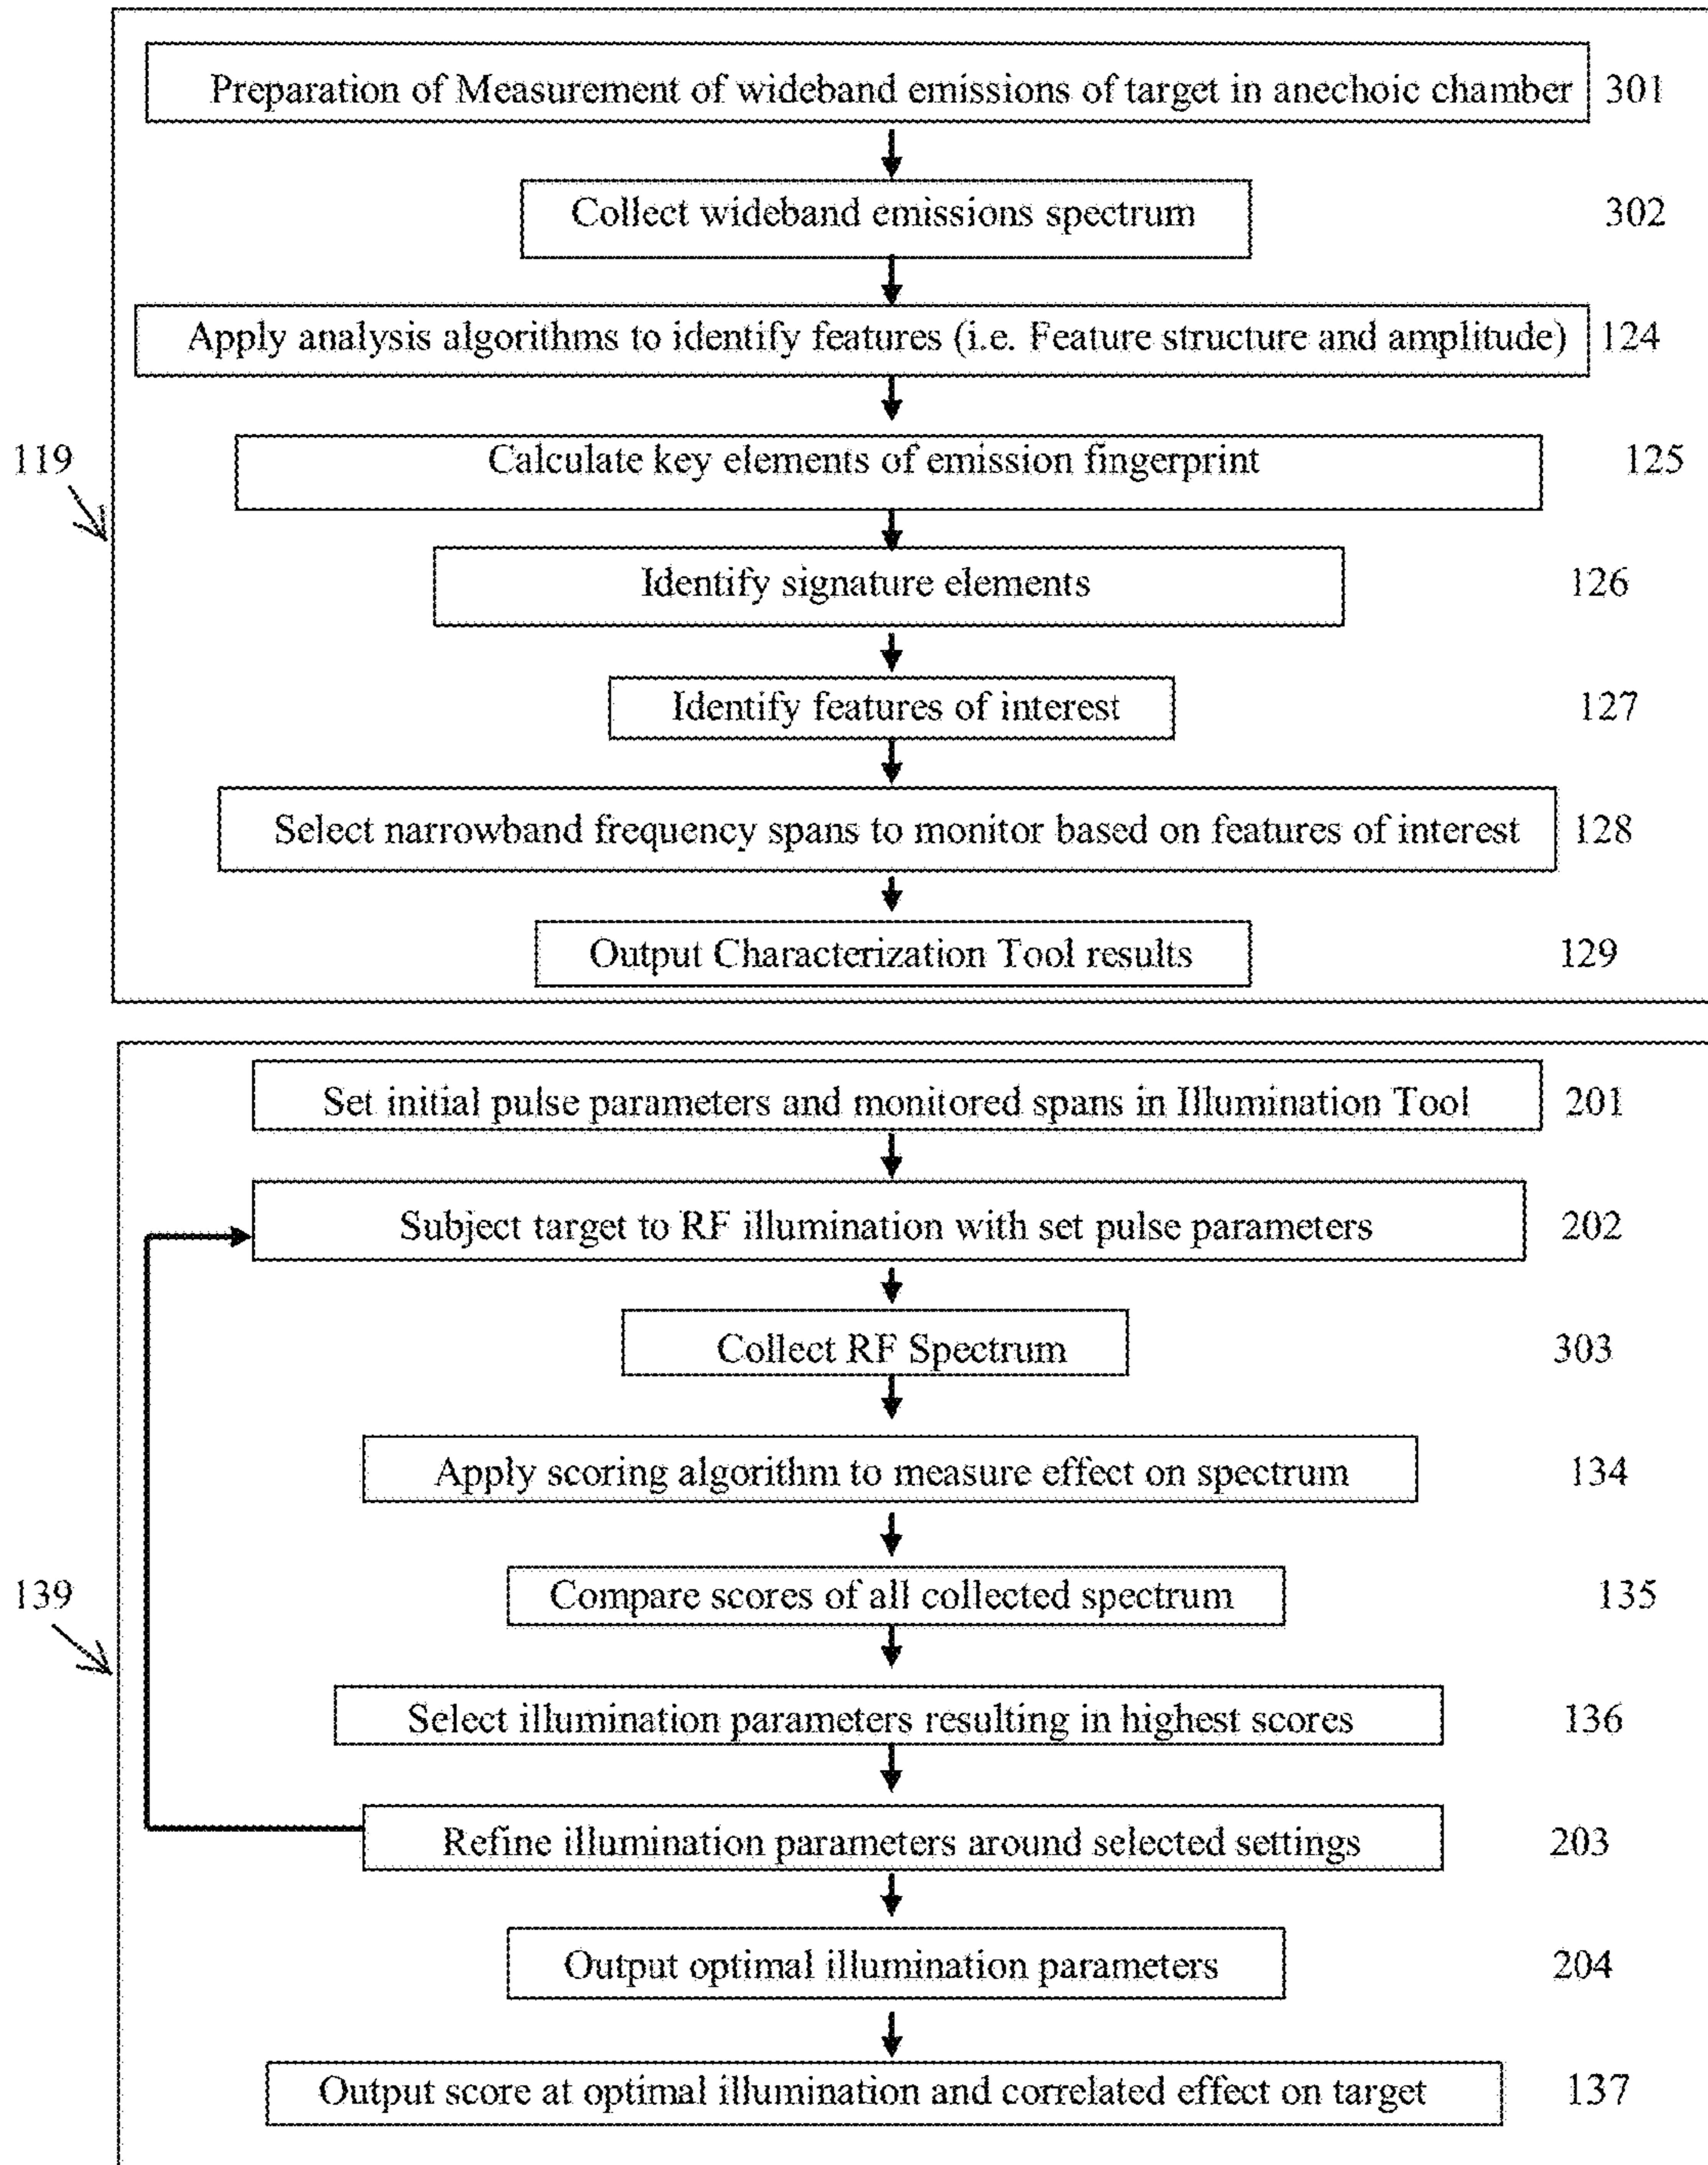 Preparation of Measurement of wideband emissions of target in anechoic chamber 301
Collect wideband emissions spectrum 302
Apply analysis algorithms to identify features (i.e. Feature structure and amplitude) 124
119
Calculate key elements of emission fingerprint 125
Identify signature elements 126
Identify features of interest 127
Select narrowband frequency spans to monitor based on features of interest 128
Output Characterization Tool results 129
Set initial pulse parameters and monitored spans in Illumination Tool 201
Subject target to RF illumination with set pulse parameters 202
Collect RF Spectrum 303
Apply scoring algorithm to measure effect on spectrum 134
139
Compare scores of all collected spectrum 135
Select illumination parameters resulting in highest scores 136
Refine illumination parameters around selected settings 203
Output optimal illumination parameters 204
Output score at optimal illumination and correlated effect on target 137